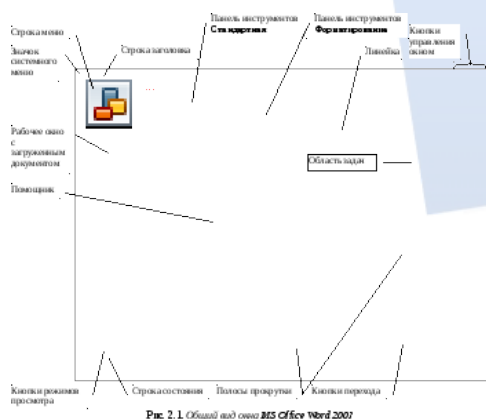 Строка меню
Значок
системного
меню
Строка заголовка
Панель инструментов
Стандартная
Панель инструментов
Форматирование
Линейка
Кнопки
управления
окном
Рабочее окно
с
загруженным
документом
Область задач
Помощник
Кнопки режимов
просмотра
Строка состояния
Полосы прокрутки
Кнопки перехода
Рис. 2.1. Общий вид окна MS Office Word 2003